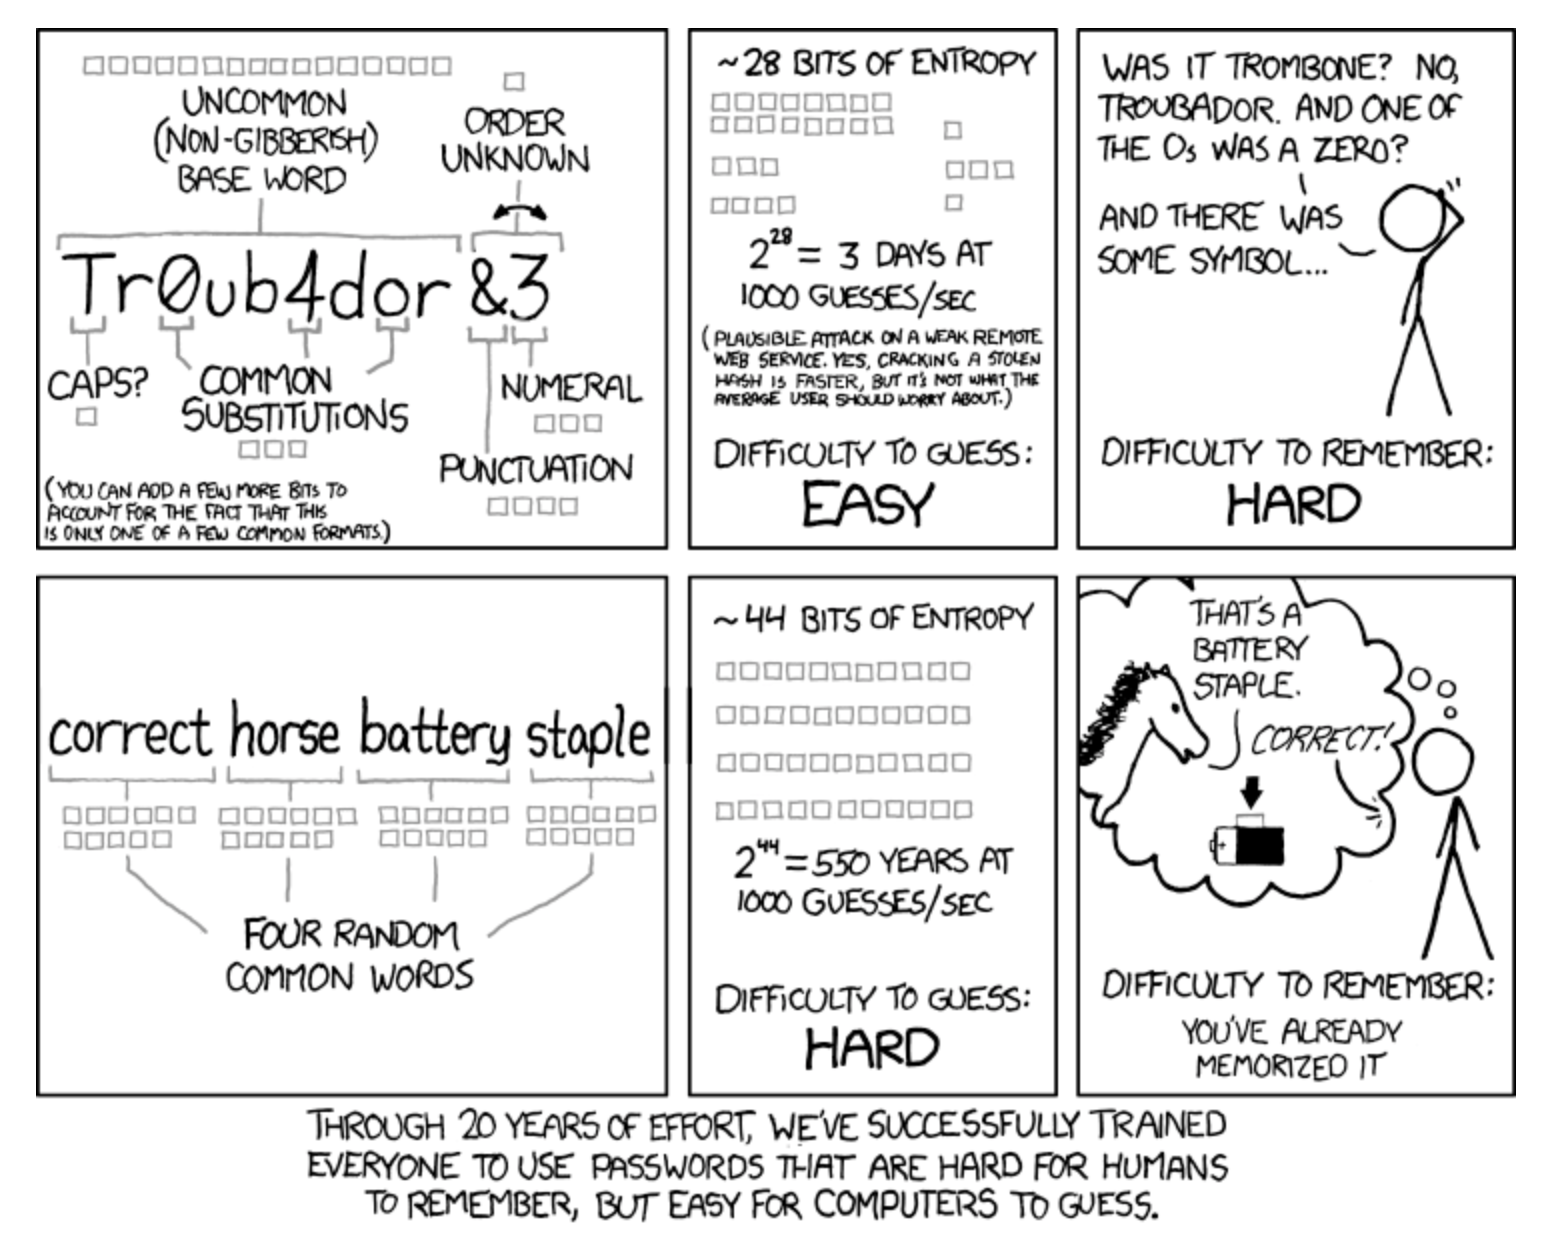 UNCOMMON
(NON-GIBBERISH)
BASE WORD
ORDER
UNKNOWN
Tr0ub4dor &3
CAPS?
COMMON
SUBSTITUTIONS
NUMERAL
PUNCTUATION
(YOU CAN ADD A FEW MORE BITS TO
ACCOUNT FOR THE FACT THAT THIS
IS ONLY ONE OF A FEW COMMON FORMATS.)
~28 BITS OF ENTROPY
2^28 = 3 DAYS AT
1000 GUESSES/SEC
(PLAUSIBLE ATTACK ON A WEAK REMOTE
WEB SERVICE. YES, CRACKING A STOLEN
HASH IS FASTER, BUT IT'S NOT WHAT THE
AVERAGE USER SHOULD WORRY ABOUT.)
DIFFICULTY TO GUESS:
EASY
WAS IT TROMBONE? NO,
TROUBADOR. AND ONE OF
THE Os WAS A ZERO?
AND THERE WAS
SOME SYMBOL...
DIFFICULTY TO REMEMBER:
HARD
correct horse battery staple
FOUR RANDOM
COMMON WORDS
~44 BITS OF ENTROPY
2^44 = 550 YEARS AT
1000 GUESSES/SEC
DIFFICULTY TO GUESS:
HARD
THAT'S A
BATTERY
STAPLE.
CORRECT!
DIFFICULTY TO REMEMBER:
YOU'VE ALREADY
MEMORIZED IT
THROUGH 20 YEARS OF EFFORT, WE'VE SUCCESSFULLY TRAINED
EVERYONE TO USE PASSWORDS THAT ARE HARD FOR HUMANS
TO REMEMBER, BUT EASY FOR COMPUTERS TO GUESS.